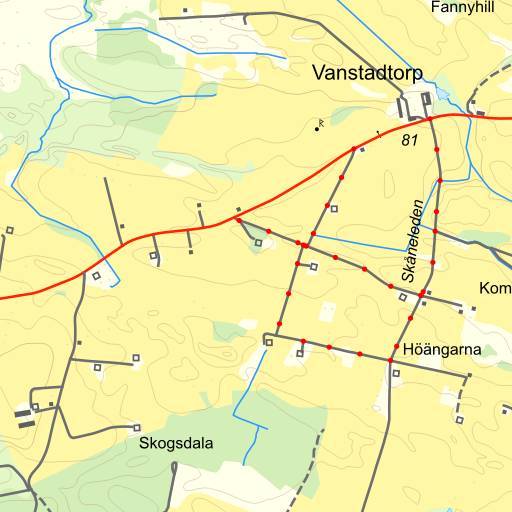 Fannyhill
Vanstadtorp
81
Skåneleden
Kom
Höängarna
Skogsdala